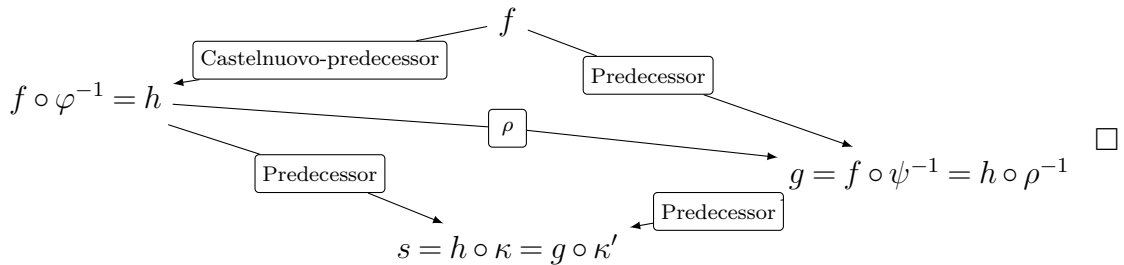 f
Castelnuovo-predecessor
Predecessor
f ∘ φ⁻¹ = h
ρ
□
Predecessor
g = f ∘ ψ⁻¹ = h ∘ ρ⁻¹
Predecessor
s = h ∘ κ = g ∘ κ′